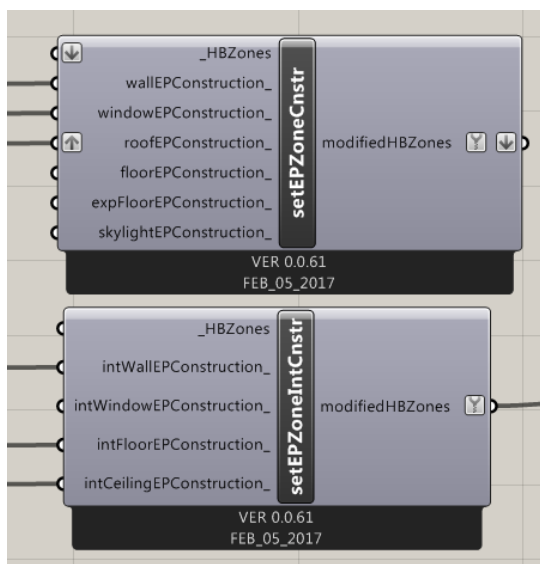 _HBZones
wallEPConstruction_
windowEPConstruction_
roofEPConstruction_
floorEPConstruction_
expFloorEPConstruction_
skylightEPConstruction_
setEPZoneCnstr
modifiedHBZones
VER 0.0.61
FEB_05_2017
_HBZones
intWallEPConstruction_
intWindowEPConstruction_
intFloorEPConstruction_
intCeilingEPConstruction_
setEPZoneIntCnstr
modifiedHBZones
VER 0.0.61
FEB_05_2017